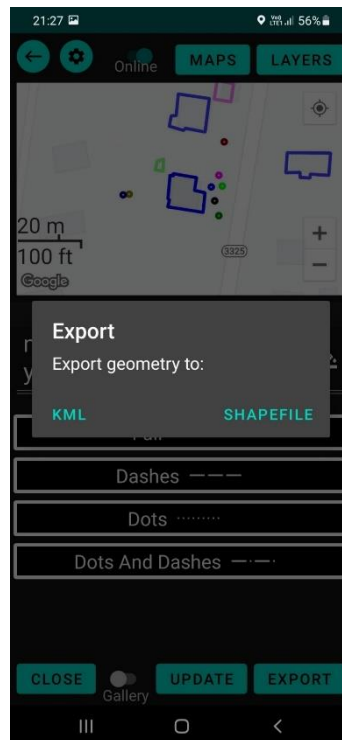 21:27
56%
Online
MAPS
LAYERS
20 m
100 ft
3325
Google
Export
Export geometry to:
KML
SHAPEFILE
Dashes
Dots
Dots And Dashes
CLOSE
Gallery
UPDATE
EXPORT